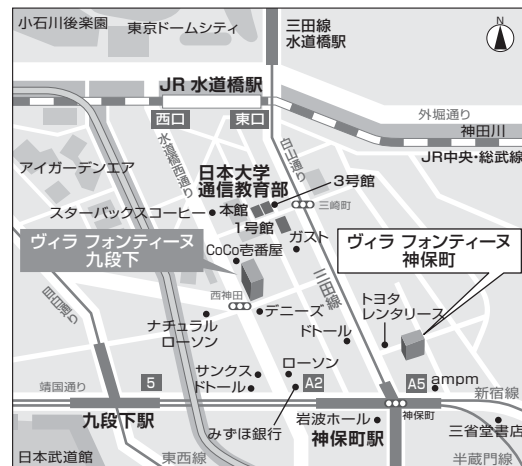 小石川後楽園
東京ドームシティ
三田線
水道橋駅
N
JR 水道橋駅
西口
東口
外堀通り
神田川
JR中央・総武線
水道橋西通り
白山通り
アイガーデンエア
日本大学
通信教育部
3号館
本館
三崎町
スターバックスコーヒー
1号館
ガスト
ヴィラ フォンティーヌ
九段下
CoCo壱番屋
ヴィラ フォンティーヌ
神保町
三田線
目白通り
西神田
デニーズ
トヨタ
レンタリース
ナチュラル
ローソン
ドトール
サンクス
ドトール
ローソン
靖国通り
5
A2
A5
ampm
新宿線
九段下駅
みずほ銀行
岩波ホール
神保町
神保町駅
三省堂書店
日本武道館
東西線
半蔵門線